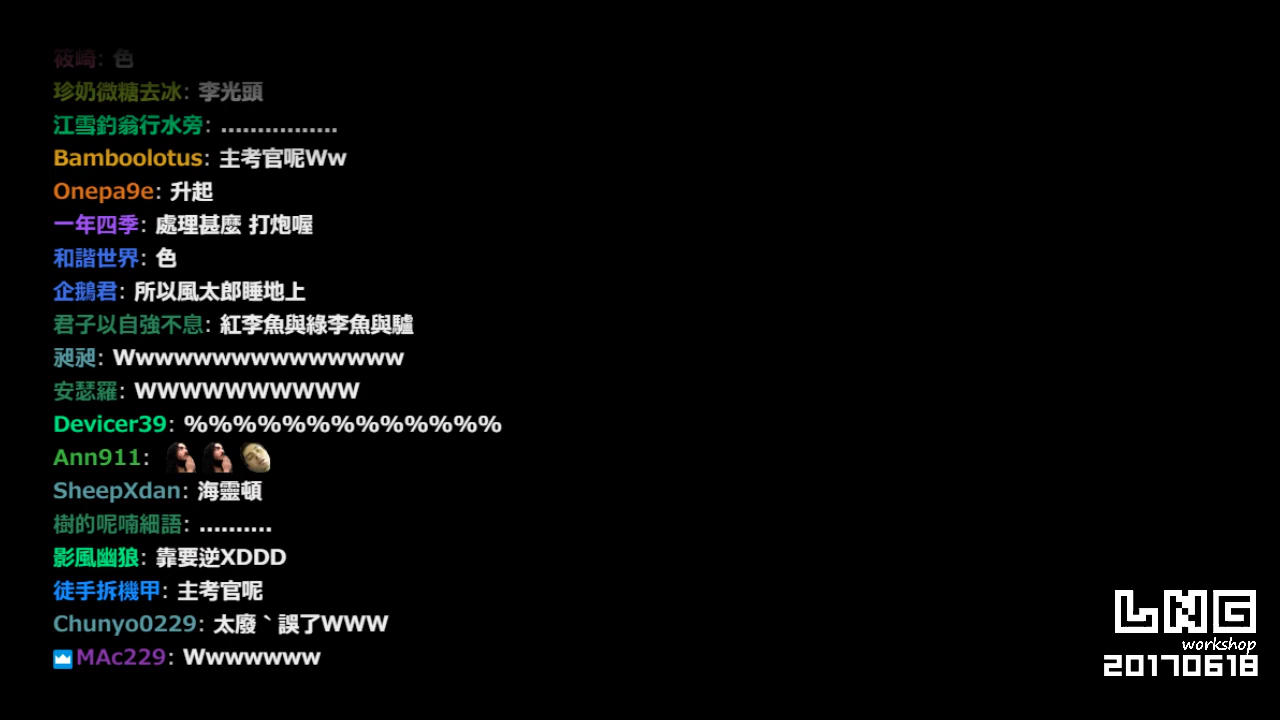 筱崎: 色
珍奶微糖去冰: 李光頭
江雪釣翁行水旁: ................
Bamboolotus: 主考官呢Ww
Onepa9e: 升起
一年四季: 處理甚麼 打炮喔
和諧世界: 色
企鵝君: 所以風太郎睡地上
君子以自強不息: 紅李魚與綠李魚與驢
昶昶: Wwwwwwwwwwwwwww
安瑟羅: WWWWWWWWWW
Devicer39: %%%%%%%%%%%%%
Ann911:
SheepXdan: 海靈頓
樹的呢喃細語: ..........
影風幽狼: 靠要逆XDDD
徒手拆機甲: 主考官呢
Chunyo0229: 太廢ˋ誤了WWW
MAc229: Wwwwwww
LNG
workshop
20170618